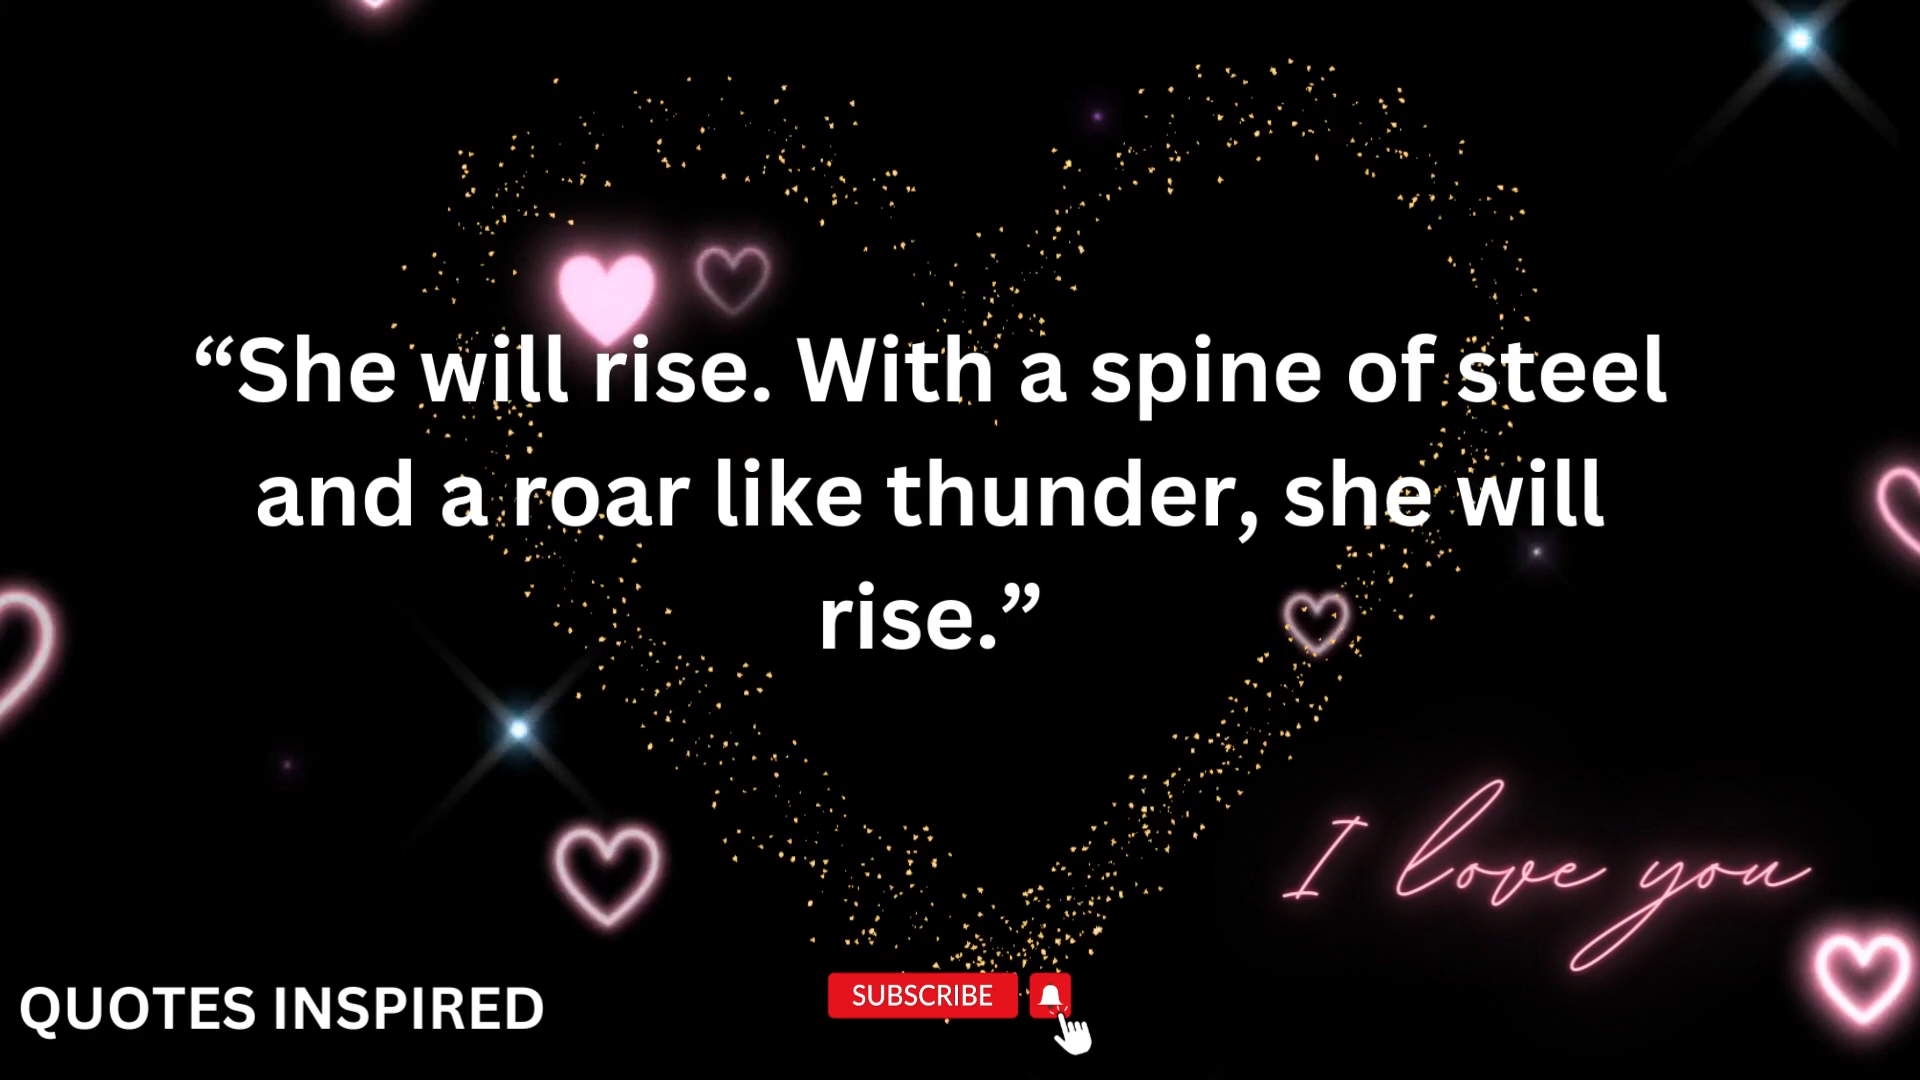 “She will rise. With a spine of steel
and a roar like thunder, she will
rise.”
I love you
QUOTES INSPIRED
SUBSCRIBE